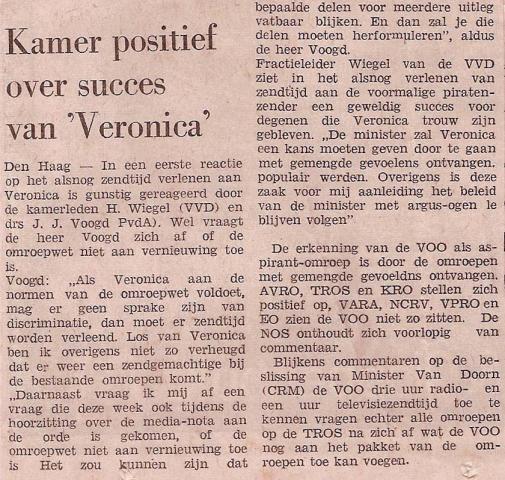 Kamer positief
over succes
van 'Veronica'
Den Haag — In een eerste reactie
op het alsnog zendtijd verlenen aan
Veronica is gunstig gereageerd door
de kamerleden H. Wiegel (VVD) en
drs J. J. Voogd PvdA). Wel vraagt
de heer Voogd zich af of de
omroepwet niet aan vernieuwing toe
is.
Voogd: „Als Veronica aan de
normen van de omroepwet voldoet,
mag er geen sprake zijn van
discriminatie, dan moet er zendtijd
worden verleend. Los van Veronica
ben ik overigens niet zo verheugd
dat er weer een zendgemachtige bij
de bestaande omroepen komt.”
„Daarnaast vraag ik mij af een
vraag die deze week ook tijdens de
hoorzitting over de media-nota aan
de orde is gekomen, of de
omroepwet niet aan vernieuwing toe
is Het zou kunnen zijn dat
bepaalde delen voor meerdere uitleg
vatbaar blijken. En dan zal je die
delen moeten herformuleren”, aldus
de heer Voogd.
Fractieleider Wiegel van de VVD
ziet in het alsnog verlenen van
zendtijd aan de voormalige piraten-
zender een geweldig succes voor
degenen die Veronica trouw zijn
gebleven. „De minister zal Veronica
een kans moeten geven door te gaan
met gemengde gevoelens ontvangen.
populair werden. Overigens is deze
zaak voor mij aanleiding het beleid
van de minister met argus-ogen le
blijven volgen”
De erkenning van de VOO als as-
pirant-omroep is door de omroepen
met gemengde gevoeldns ontvangen.
AVRO, TROS en KRO stellen zich
positief op, VARA, NCRV, VPRO en
EO zien de VOO niet zo zitten. De
NOS onthoudt zich voorlopig van
commentaar.
Blijkens commentaren op de be-
slissing van Minister Van Doorn
(CRM) de VOO drie uur radio- en
een uur televisiezendtijd toe te
kennen vragen echter alle omroepen
op de TROS na zich af wat de VOO
nog aan het pakket van de om-
roepen toe kan voegen.